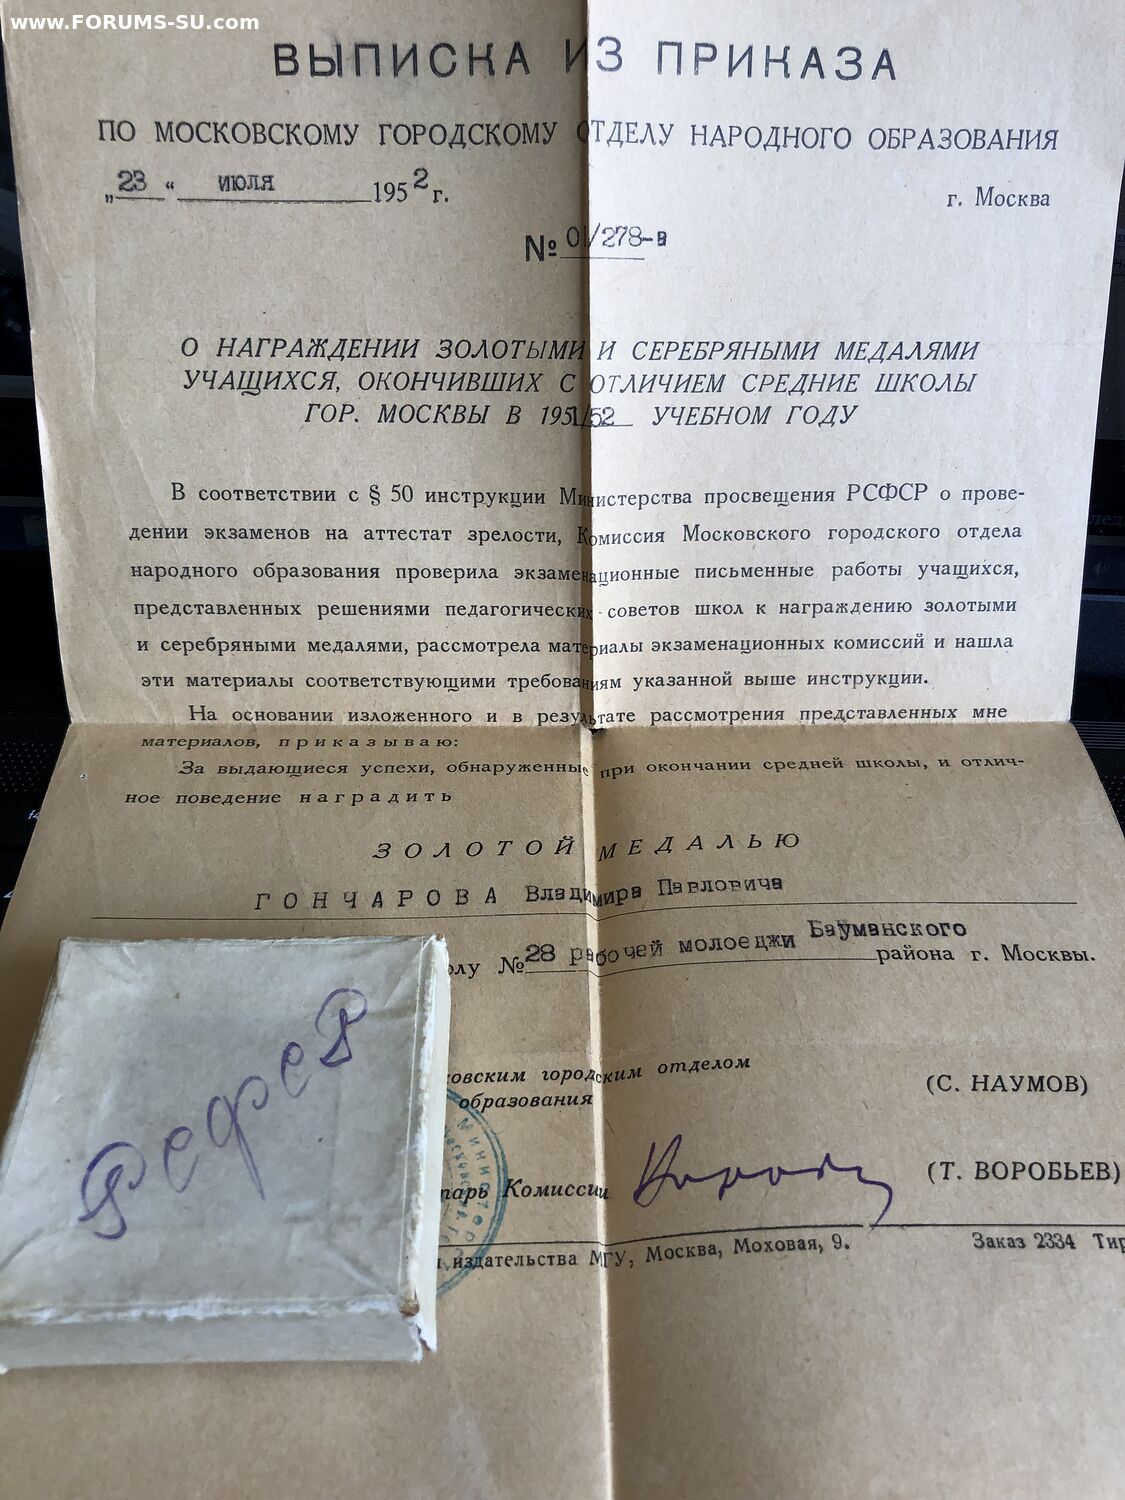 www.FORUMS-SU.com
ВЫПИСКА ИЗ ПРИКАЗА
ПО МОСКОВСКОМУ ГОРОДСКОМУ ОТДЕЛУ НАРОДНОГО ОБРАЗОВАНИЯ
„23“ июля 1952 г.
г. Москва
№ 01/278-в
О НАГРАЖДЕНИИ ЗОЛОТЫМИ И СЕРЕБРЯНЫМИ МЕДАЛЯМИ
УЧАЩИХСЯ, ОКОНЧИВШИХ С ОТЛИЧИЕМ СРЕДНИЕ ШКОЛЫ
ГОР. МОСКВЫ В 1951/52 УЧЕБНОМ ГОДУ
В соответствии с § 50 инструкции Министерства просвещения РСФСР о прове-
дении экзаменов на аттестат зрелости, Комиссия Московского городского отдела
народного образования проверила экзаменационные письменные работы учащихся,
представленных решениями педагогических советов школ к награждению золотыми
и серебряными медалями, рассмотрела материалы экзаменационных комиссий и нашла
эти материалы соответствующими требованиям указанной выше инструкции.
На основании изложенного и в результате рассмотрения представленных мне
материалов, приказываю:
За выдающиеся успехи, обнаруженные при окончании средней школы, и отлич-
ное поведение наградить
ЗОЛОТОЙ МЕДАЛЬЮ
ГОНЧАРОВА Владимира Павловича
олу № 28 рабочей молоеджи Бауманского района г. Москвы.
ковским городским отделом
образования
(С. НАУМОВ)
тарь Комиссии
(Т. ВОРОБЬЕВ)
издательства МГУ, Москва, Моховая, 9.
Заказ 2334 Тир